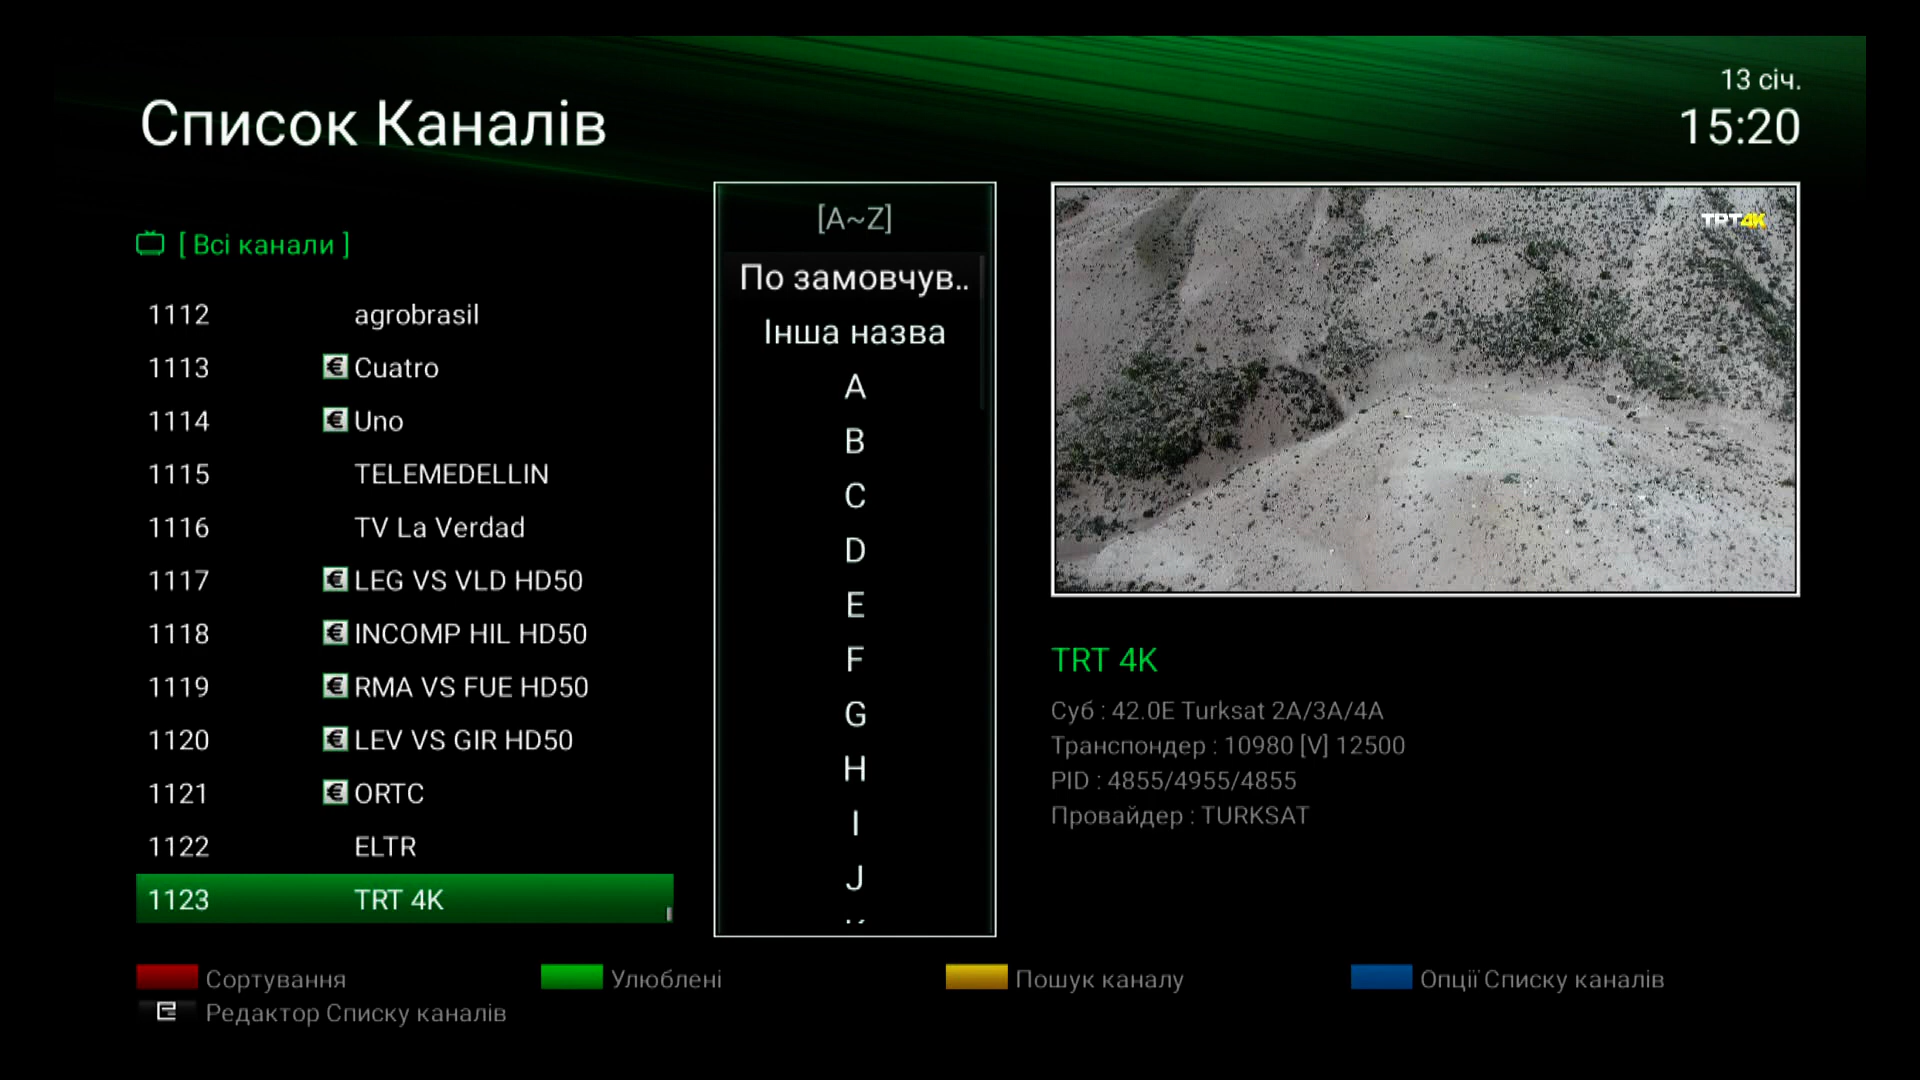 Список Каналів
13 січ.
15:20
[ Всі канали ]
1112 agrobrasil
1113 € Cuatro
1114 € Uno
1115 TELEMEDELLIN
1116 TV La Verdad
1117 € LEG VS VLD HD50
1118 € INCOMP HIL HD50
1119 € RMA VS FUE HD50
1120 € LEV VS GIR HD50
1121 € ORTC
1122 ELTR
1123 TRT 4K
[A~Z]
По замовчув..
Інша назва
A
B
C
D
E
F
G
H
I
J
TRT4K
TRT 4K
Суб : 42.0E Turksat 2A/3A/4A
Транспондер : 10980 [V] 12500
PID : 4855/4955/4855
Провайдер : TURKSAT
Сортування
Улюблені
Пошук каналу
Опції Списку каналів
Редактор Списку каналів